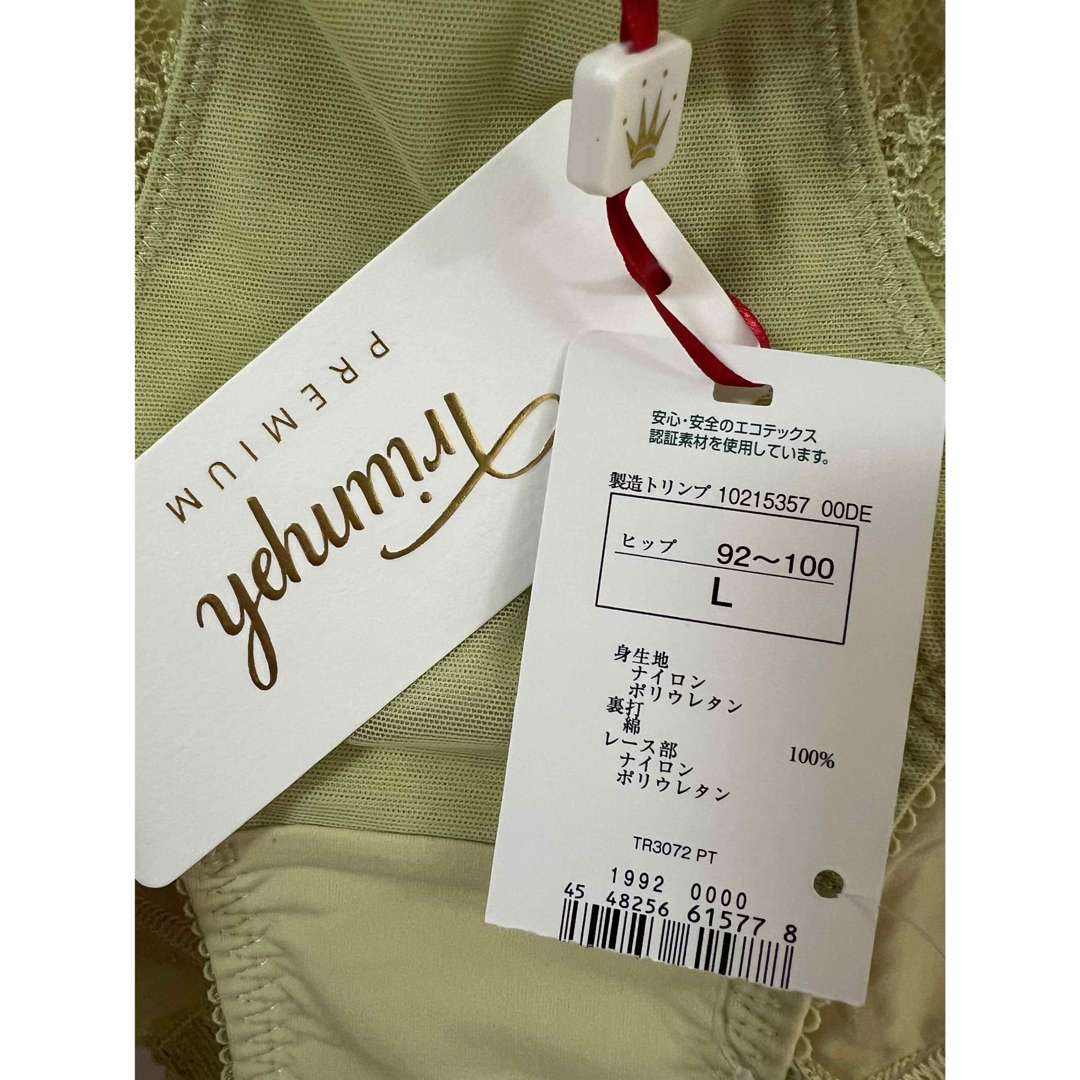 Triumph
PREMIUM
安心・安全のエコテックス
認証素材を使用しています。
製造トリンプ 10215357 00DE
ヒップ 92～100
L
身生地
ナイロン
ポリウレタン
裏打
綿 100%
レース部
ナイロン
ポリウレタン
TR3072 PT
1992 0000
45 48256 61577 8